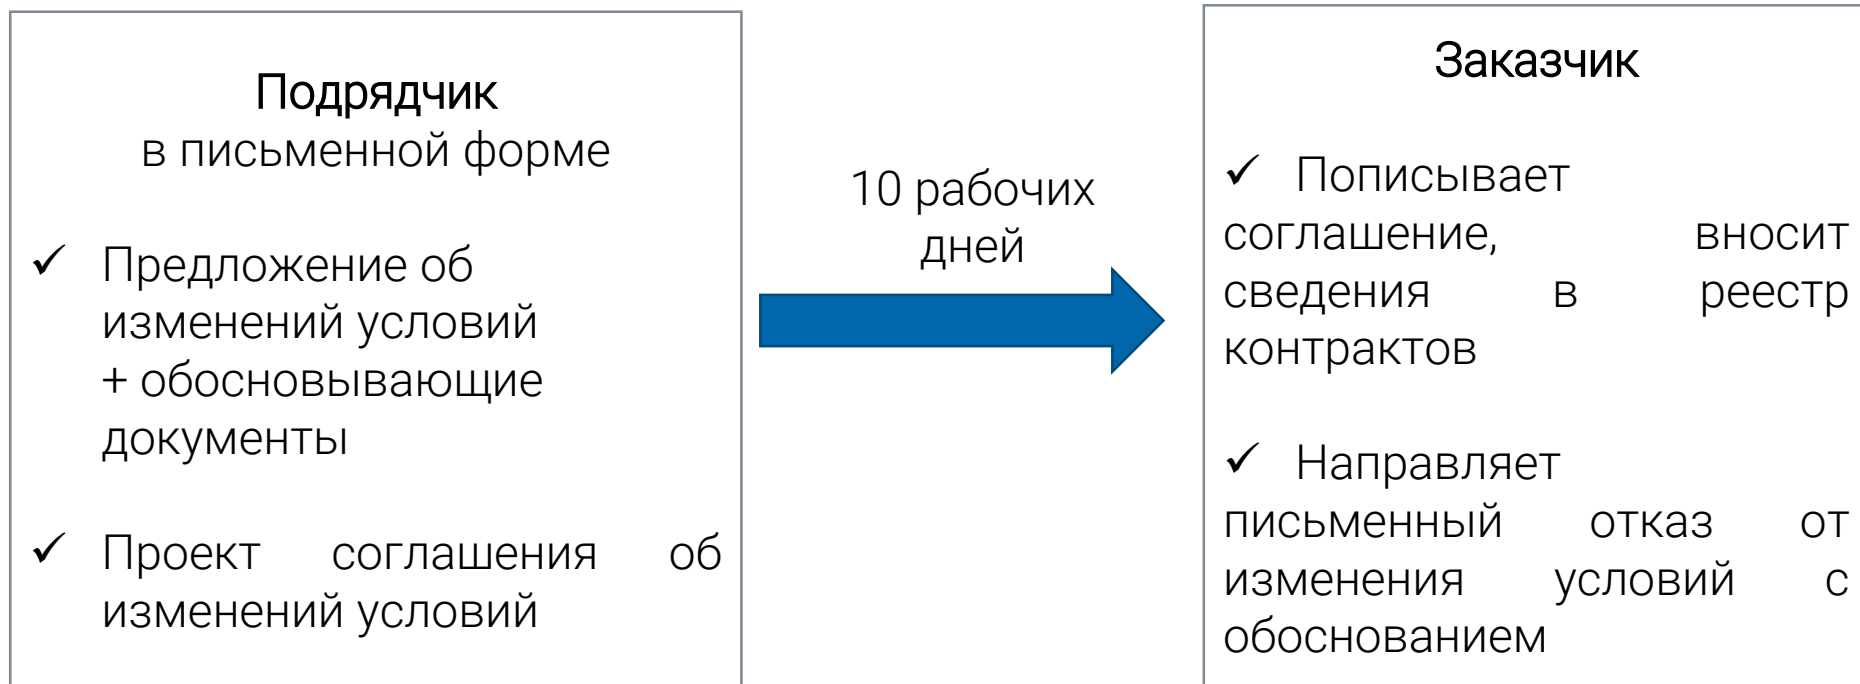 Подрядчик
в письменной форме
✓ Предложение об
изменений условий
+ обосновывающие
документы
✓ Проект соглашения об
изменений условий
10 рабочих
дней
Заказчик
✓ Пописывает
соглашение, вносит
сведения в реестр
контрактов
✓ Направляет
письменный отказ от
изменения условий с
обоснованием